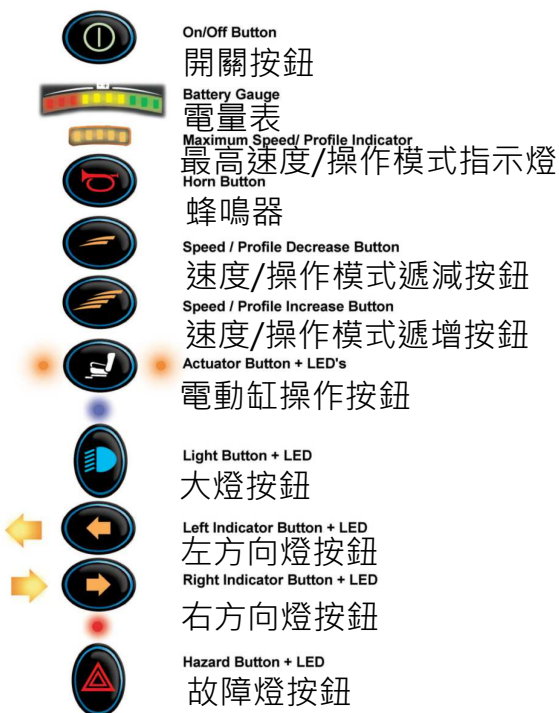 On/Off Button
開關按鈕
Battery Gauge
電量表
Maximum Speed/ Profile Indicator
最高速度/操作模式指示燈
Horn Button
蜂鳴器
Speed / Profile Decrease Button
速度/操作模式遞減按鈕
Speed / Profile Increase Button
速度/操作模式遞增按鈕
Actuator Button + LED's
電動缸操作按鈕
Light Button + LED
大燈按鈕
Left Indicator Button + LED
左方向燈按鈕
Right Indicator Button + LED
右方向燈按鈕
Hazard Button + LED
故障燈按鈕